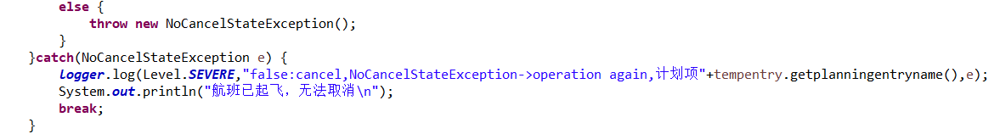 else {
throw new NoCancelStateException();
}
}catch(NoCancelStateException e) {
logger.log(Level.SEVERE,"false:cancel,NoCancelStateException->operation again,计划项"+tempentry.getplanningentryname(),e);
System.out.println("航班已起飞，无法取消\n");
break;
}